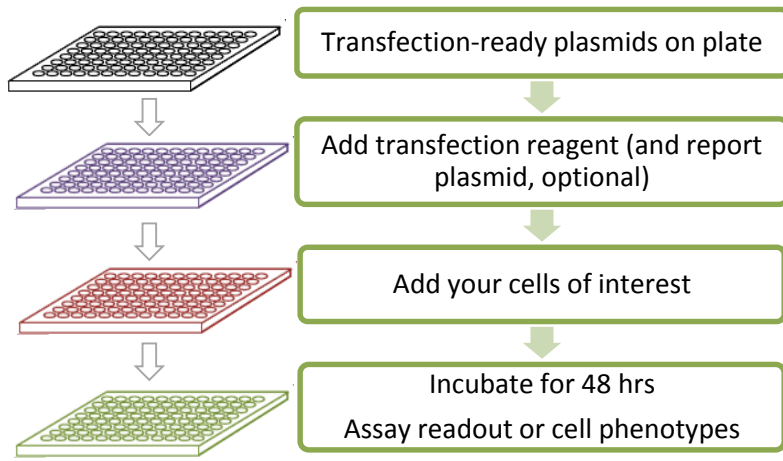 Transfection-ready plasmids on plate
Add transfection reagent (and report
plasmid, optional)
Add your cells of interest
Incubate for 48 hrs
Assay readout or cell phenotypes